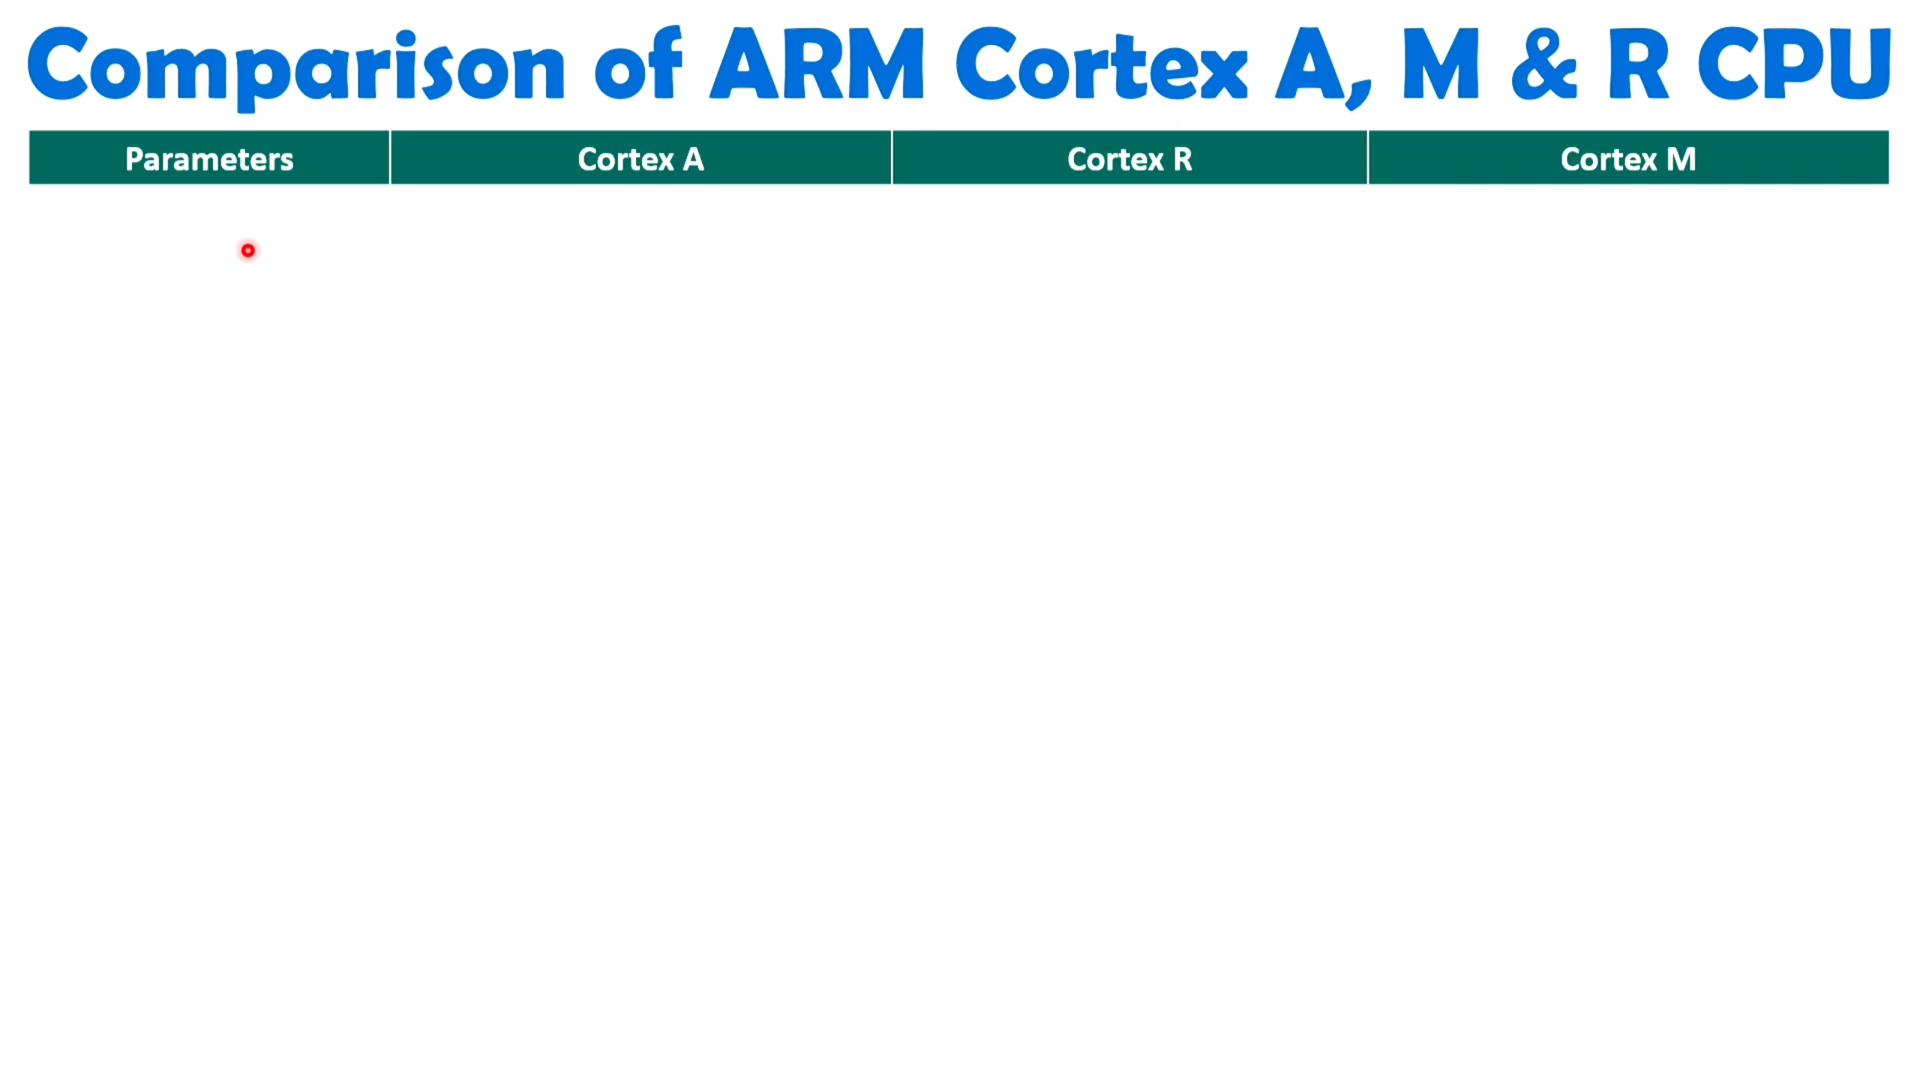 Comparison of ARM Cortex A, M & R CPU
Parameters Cortex A Cortex R Cortex M